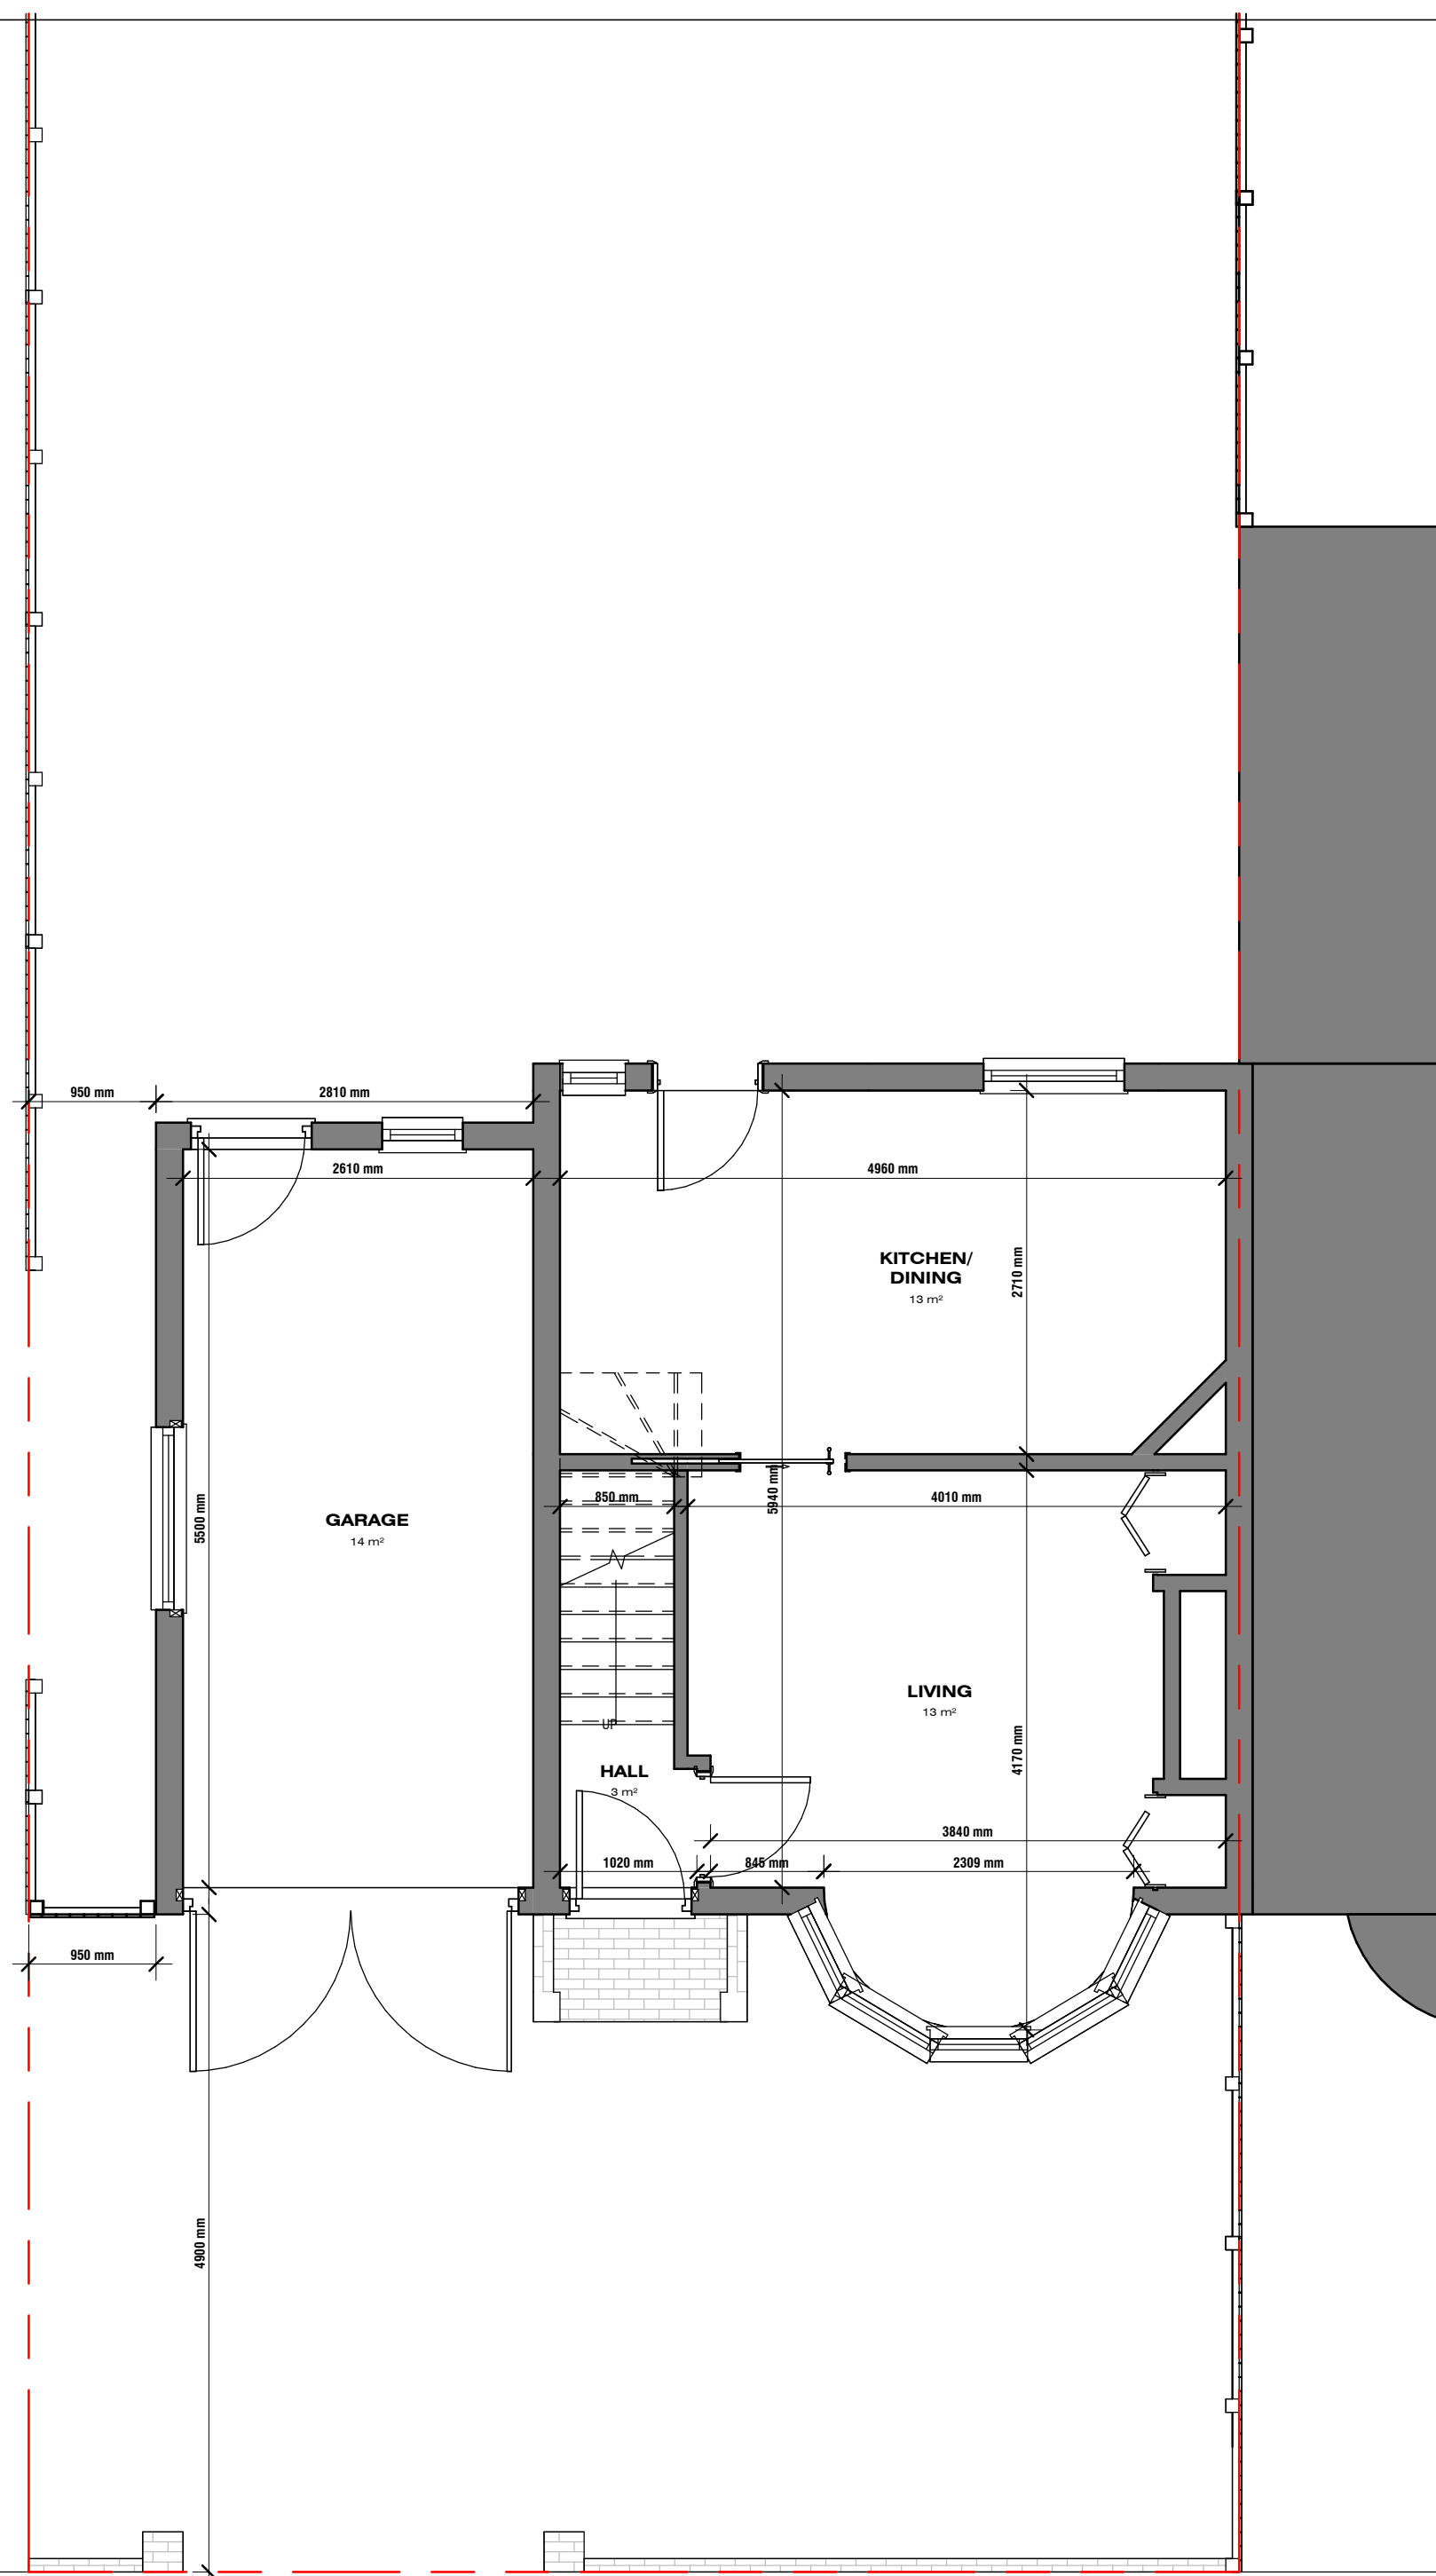 950 mm
2810 mm
2610 mm
4960 mm
KITCHEN/
DINING
13 m²
2710 mm
850 mm
4010 mm
5940 mm
5500 mm
GARAGE
14 m²
LIVING
13 m²
UP
HALL
3 m²
4170 mm
3840 mm
1020 mm
845 mm
2309 mm
950 mm
4900 mm